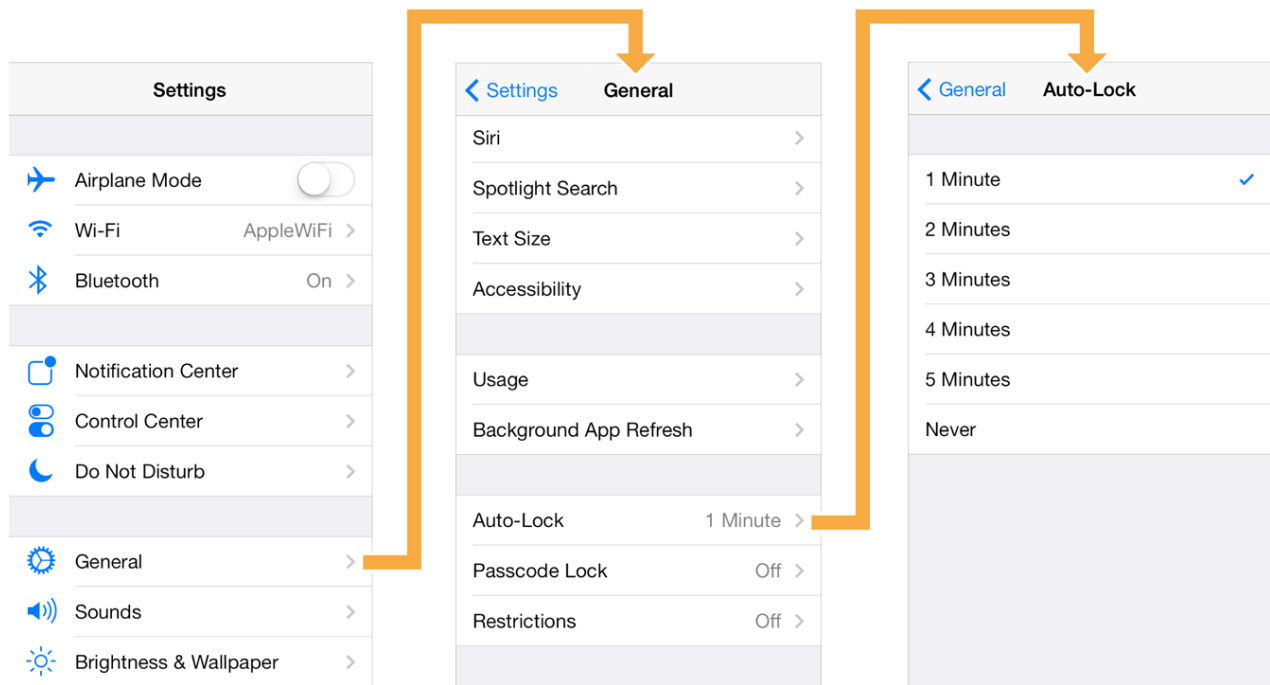 Settings
Airplane Mode
Wi-Fi AppleWiFi
Bluetooth On
Notification Center
Control Center
Do Not Disturb
General
Sounds
Brightness & Wallpaper
Settings General
Siri
Spotlight Search
Text Size
Accessibility
Usage
Background App Refresh
Auto-Lock 1 Minute
Passcode Lock Off
Restrictions Off
General Auto-Lock
1 Minute
2 Minutes
3 Minutes
4 Minutes
5 Minutes
Never